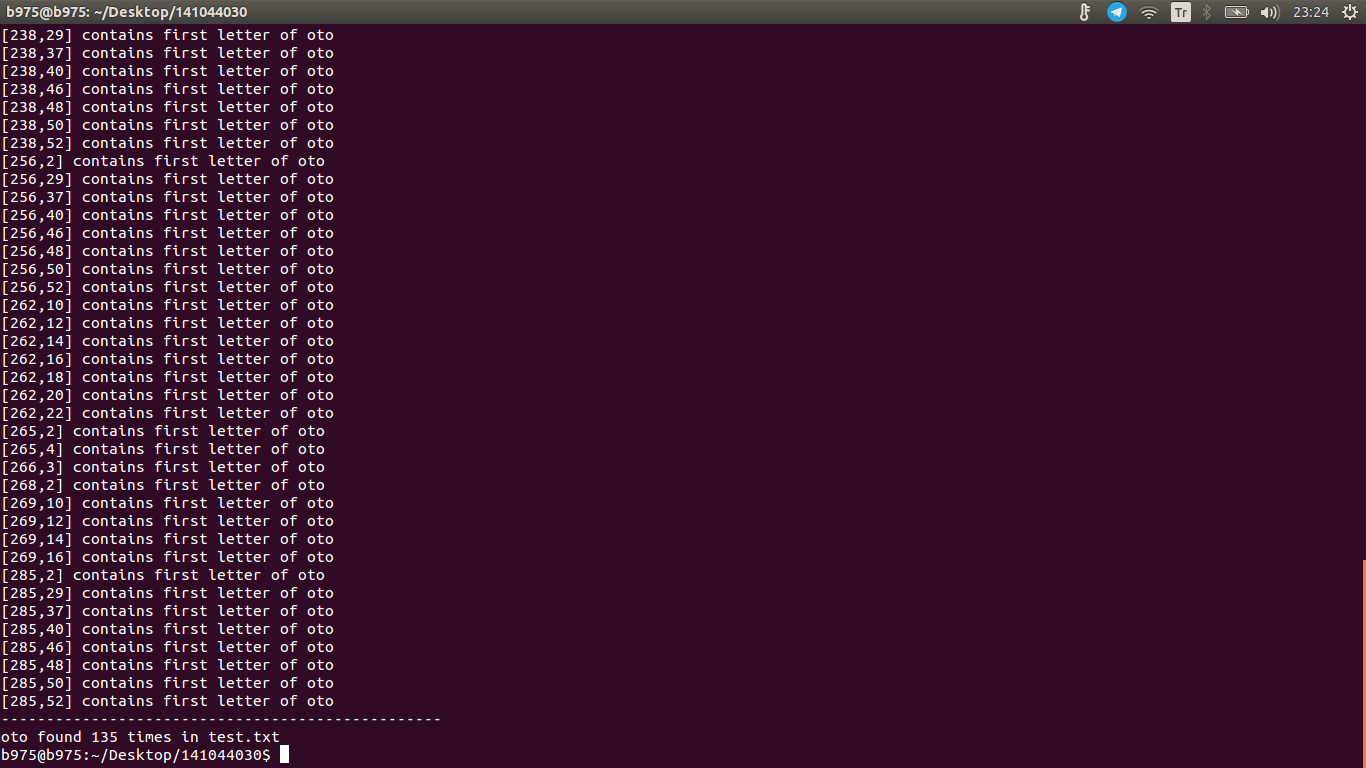 b975@b975: ~/Desktop/141044030 Tr 23:24
[238,29] contains first letter of oto
[238,37] contains first letter of oto
[238,40] contains first letter of oto
[238,46] contains first letter of oto
[238,48] contains first letter of oto
[238,50] contains first letter of oto
[238,52] contains first letter of oto
[256,2] contains first letter of oto
[256,29] contains first letter of oto
[256,37] contains first letter of oto
[256,40] contains first letter of oto
[256,46] contains first letter of oto
[256,48] contains first letter of oto
[256,50] contains first letter of oto
[256,52] contains first letter of oto
[262,10] contains first letter of oto
[262,12] contains first letter of oto
[262,14] contains first letter of oto
[262,16] contains first letter of oto
[262,18] contains first letter of oto
[262,20] contains first letter of oto
[262,22] contains first letter of oto
[265,2] contains first letter of oto
[265,4] contains first letter of oto
[266,3] contains first letter of oto
[268,2] contains first letter of oto
[269,10] contains first letter of oto
[269,12] contains first letter of oto
[269,14] contains first letter of oto
[269,16] contains first letter of oto
[285,2] contains first letter of oto
[285,29] contains first letter of oto
[285,37] contains first letter of oto
[285,40] contains first letter of oto
[285,46] contains first letter of oto
[285,48] contains first letter of oto
[285,50] contains first letter of oto
[285,52] contains first letter of oto
-------------------------------------------------
oto found 135 times in test.txt
b975@b975:~/Desktop/141044030$